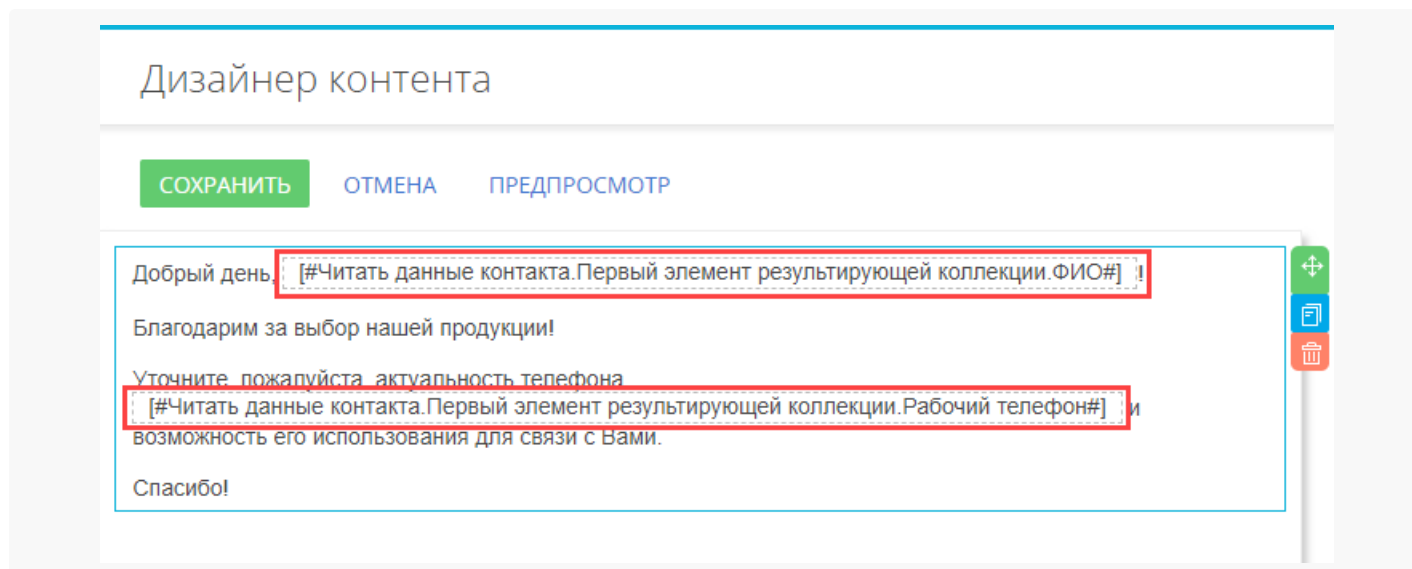 Дизайнер контента
СОХРАНИТЬ ОТМЕНА ПРЕДПРОСМОТР
Добрый день, [#Читать данные контакта.Первый элемент результирующей коллекции.ФИО#] !
Благодарим за выбор нашей продукции!
Уточните, пожалуйста, актуальность телефона
[#Читать данные контакта.Первый элемент результирующей коллекции.Рабочий телефон#] и
возможность его использования для связи с Вами.
Спасибо!